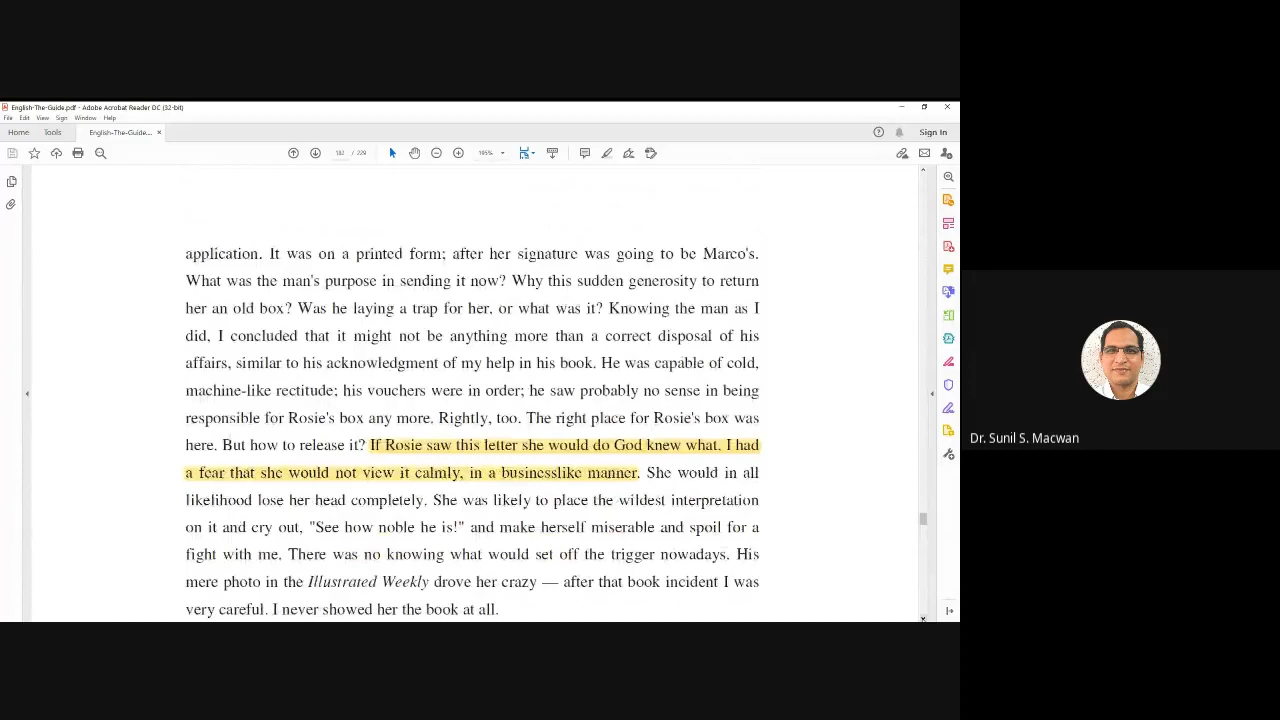 English-The-Guide.pdf - Adobe Acrobat Reader DC (32-bit)
File Edit View Sign Window Help
Home Tools English-The-Guide... × Sign In
182 / 229 195%
application. It was on a printed form; after her signature was going to be Marco's.
What was the man's purpose in sending it now? Why this sudden generosity to return
her an old box? Was he laying a trap for her, or what was it? Knowing the man as I
did, I concluded that it might not be anything more than a correct disposal of his
affairs, similar to his acknowledgment of my help in his book. He was capable of cold,
machine-like rectitude; his vouchers were in order; he saw probably no sense in being
responsible for Rosie's box any more. Rightly, too. The right place for Rosie's box was
here. But how to release it? If Rosie saw this letter she would do God knew what. I had
a fear that she would not view it calmly, in a businesslike manner. She would in all
likelihood lose her head completely. She was likely to place the wildest interpretation
on it and cry out, "See how noble he is!" and make herself miserable and spoil for a
fight with me. There was no knowing what would set off the trigger nowadays. His
mere photo in the Illustrated Weekly drove her crazy — after that book incident I was
very careful. I never showed her the book at all.
Dr. Sunil S. Macwan